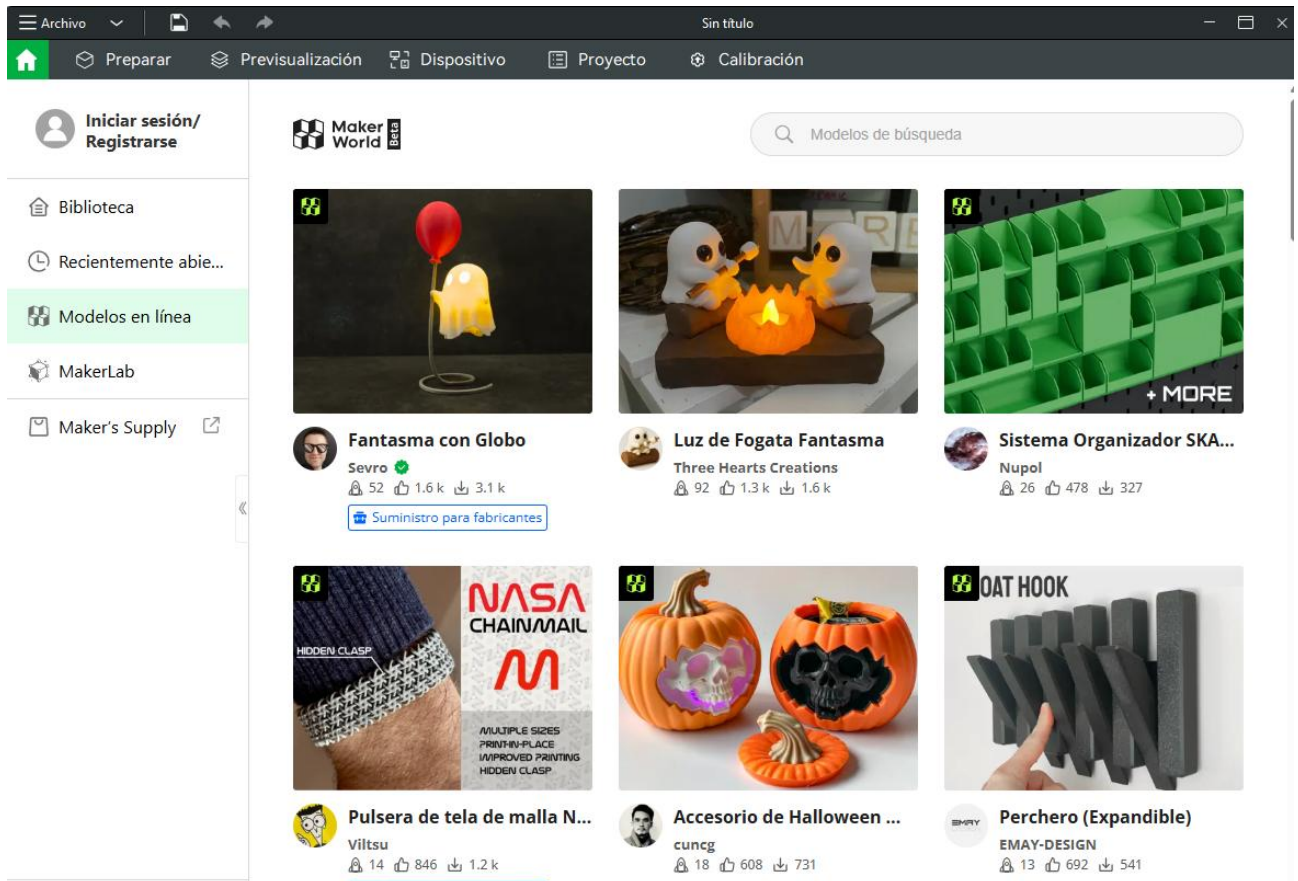 Archivo
Sin título
Preparar
Previsualización
Dispositivo
Proyecto
Calibración
Iniciar sesión/
Registrarse
Biblioteca
Recientemente abie...
Modelos en línea
MakerLab
Maker's Supply
Maker
World
Beta
Modelos de búsqueda
MORE
+ MORE
Fantasma con Globo
Sevro
52 1.6 k 3.1 k
Suministro para fabricantes
Luz de Fogata Fantasma
Three Hearts Creations
92 1.3 k 1.6 k
Sistema Organizador SKA...
Nupol
26 478 327
NASA
CHAINMAIL
HIDDEN CLASP
MULTIPLE SIZES
PRINT-IN-PLACE
IMPROVED PRINTING
HIDDEN CLASP
OAT HOOK
Pulsera de tela de malla N...
Viltsu
14 846 1.2 k
Accesorio de Halloween ...
cuncg
18 608 731
EMAY
Perchero (Expandible)
EMAY-DESIGN
13 692 541